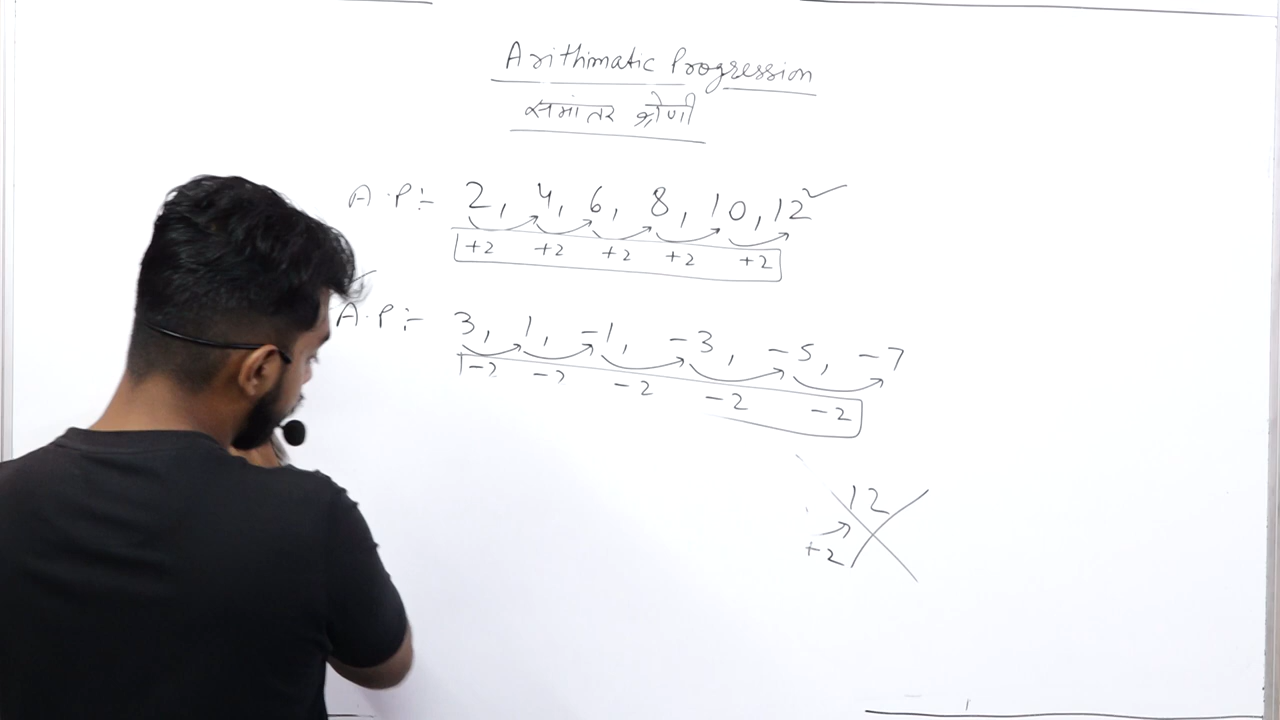 Arithimatic Progression
समांतर श्रेणी
A.P:- 2, 4, 6, 8, 10, 12
+2 +2 +2 +2 +2
A.P:- 3, 1, -1, -3, -5, -7
-2 -2 -2 -2 -2
12
+2